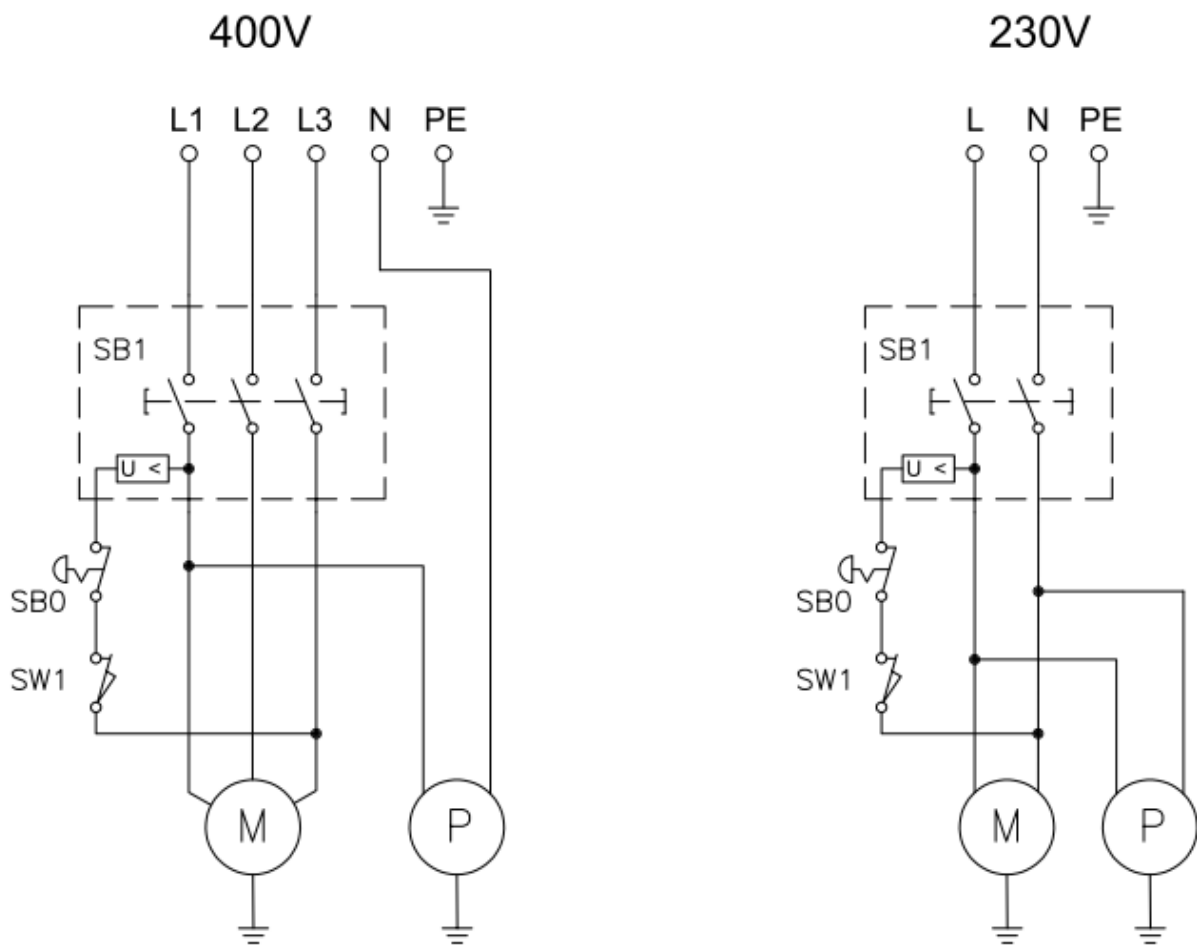 400V
L1 L2 L3 N PE
SB1
U <
SB0
SW1
M P
230V
L N PE
SB1
U <
SB0
SW1
M P